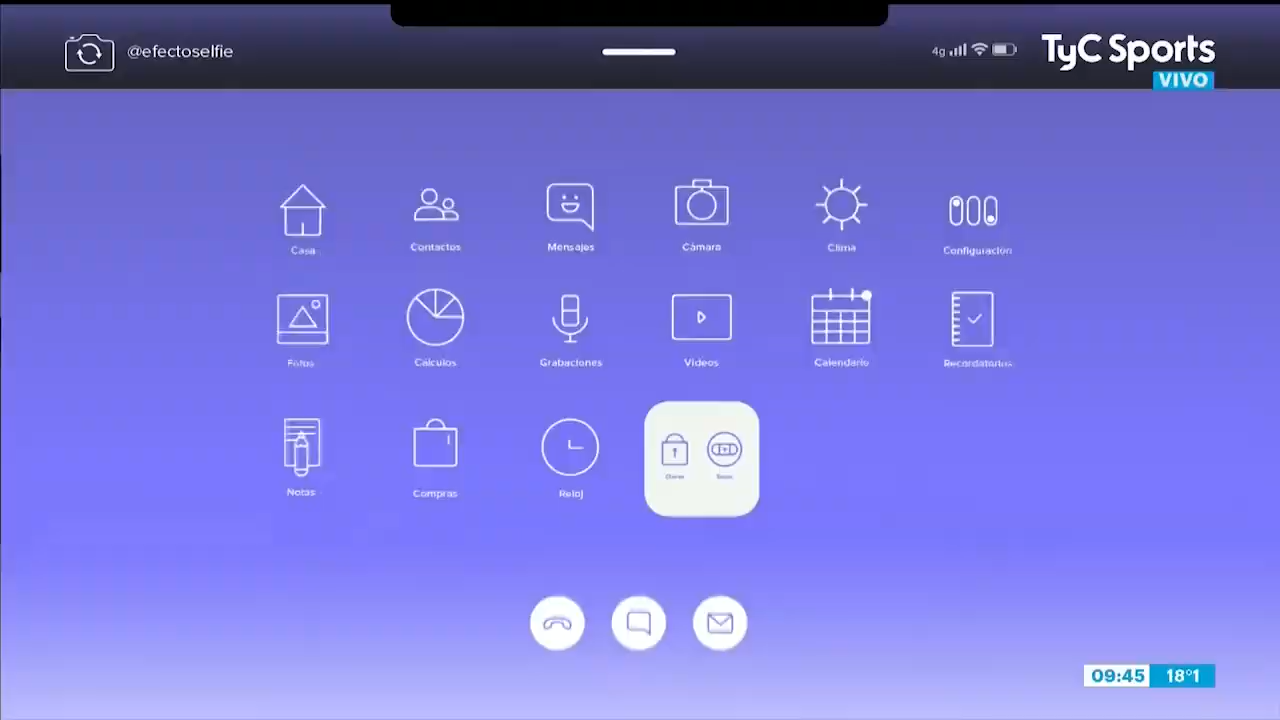 @efectoselfie
4g
TyC Sports
VIVO
Casa
Contactos
Mensajes
Cámara
Clima
Configuración
Fotos
Cálculos
Grabaciones
Videos
Calendario
Recordatorios
Notas
Compras
Reloj
09:45 18°1